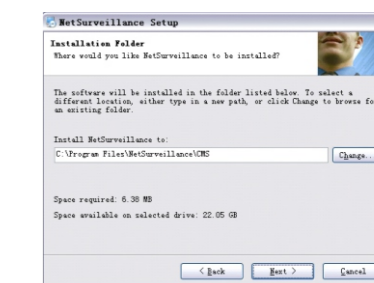 NetSurveillance Setup
Installation Folder
Where would you like NetSurveillance to be installed?
The software will be installed in the folder listed below. To select a
different location, either type in a new path, or click Change to browse fo
an existing folder.
Install NetSurveillance to:
C:\Program Files\NetSurveillance\CMS
Change..
Space required: 6.38 MB
Space available on selected drive: 22.05 GB
< Back
Next >
Cancel